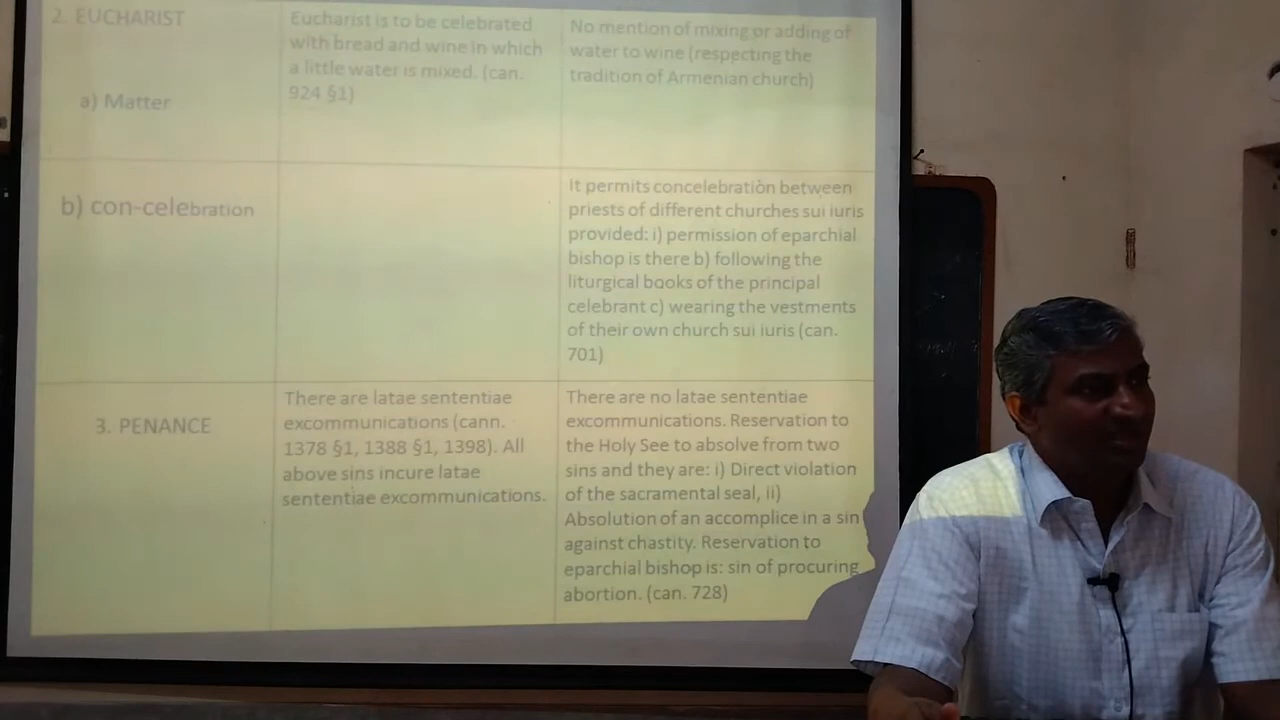 2. EUCHARIST
a) Matter
Eucharist is to be celebrated
with bread and wine in which
a little water is mixed. (can.
924 §1)
No mention of mixing or adding of
water to wine (respecting the
tradition of Armenian church)
b) con-celebration
It permits concelebration between
priests of different churches sui iuris
provided: i) permission of eparchial
bishop is there b) following the
liturgical books of the principal
celebrant c) wearing the vestments
of their own church sui iuris (can.
701)
3. PENANCE
There are latae sententiae
excommunications (cann.
1378 §1, 1388 §1, 1398). All
above sins incure latae
sententiae excommunications.
There are no latae sententiae
excommunications. Reservation to
the Holy See to absolve from two
sins and they are: i) Direct violation
of the sacramental seal, ii)
Absolution of an accomplice in a sin
against chastity. Reservation to
eparchial bishop is: sin of procuring
abortion. (can. 728)